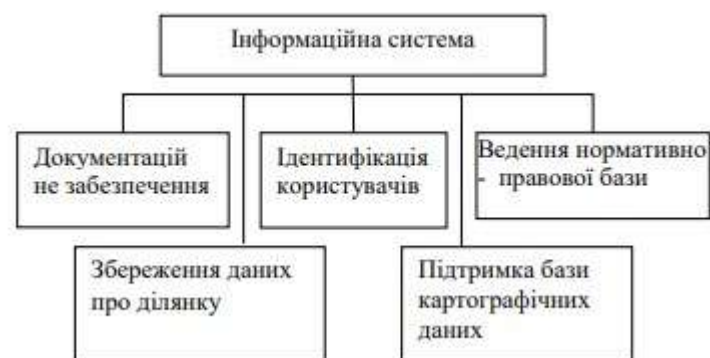 Інформаційна система
Документацій
не забезпечення
Ідентифікація
користувачів
Ведення нормативно
- правової бази
Збереження даних
про ділянку
Підтримка бази
картографічних
даних